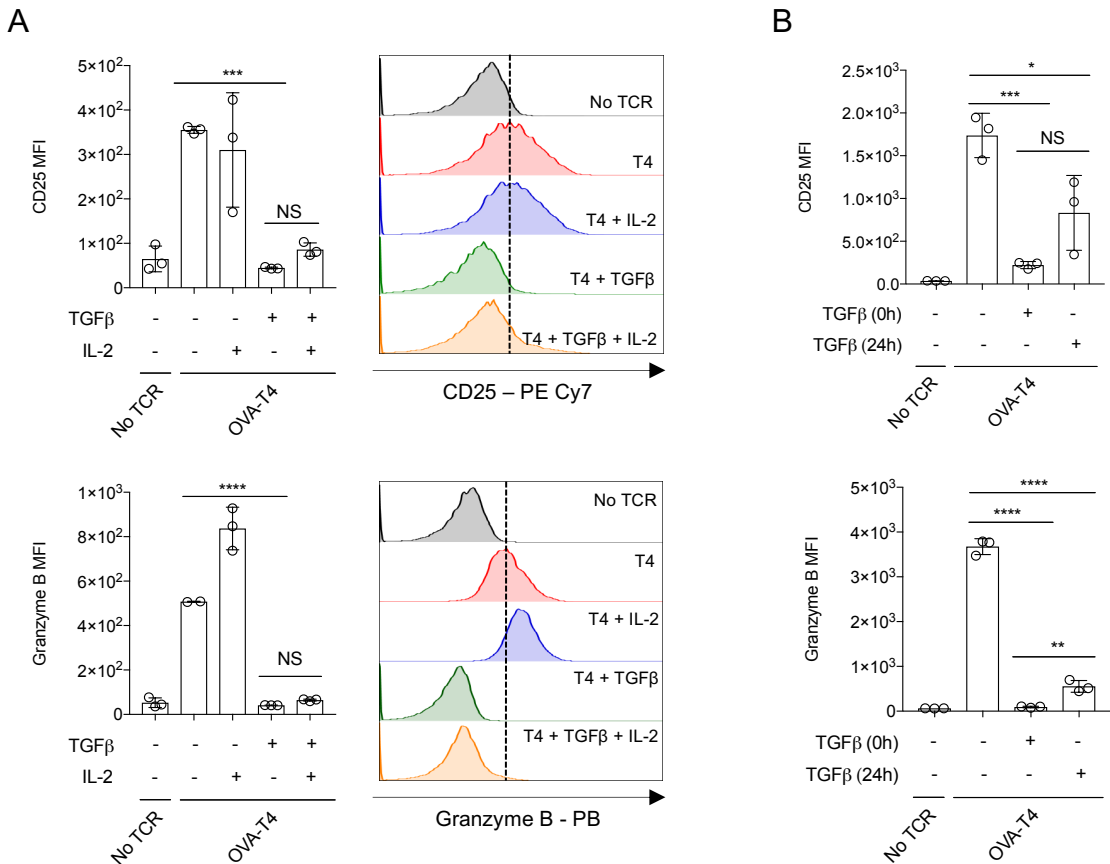 A
CD25 MFI
5×10²
4×10²
3×10²
2×10²
1×10²
0
***
NS
TGFβ - - - + +
IL-2 - - + - +
No TCR
OVA-T4
No TCR
T4
T4 + IL-2
T4 + TGFβ
T4 + TGFβ + IL-2
CD25 – PE Cy7
B
CD25 MFI
2.5×10³
2.0×10³
1.5×10³
1.0×10³
5.0×10²
0
*
***
NS
TGFβ (0h) - - + -
TGFβ (24h) - - - +
No TCR
OVA-T4
Granzyme B MFI
1×10³
8×10²
6×10²
4×10²
2×10²
0
****
NS
TGFβ - - - + +
IL-2 - - + - +
No TCR
OVA-T4
No TCR
T4
T4 + IL-2
T4 + TGFβ
T4 + TGFβ + IL-2
Granzyme B - PB
Granzyme B MFI
5×10³
4×10³
3×10³
2×10³
1×10³
0
****
****
**
TGFβ (0h) - - + -
TGFβ (24h) - - - +
No TCR
OVA-T4